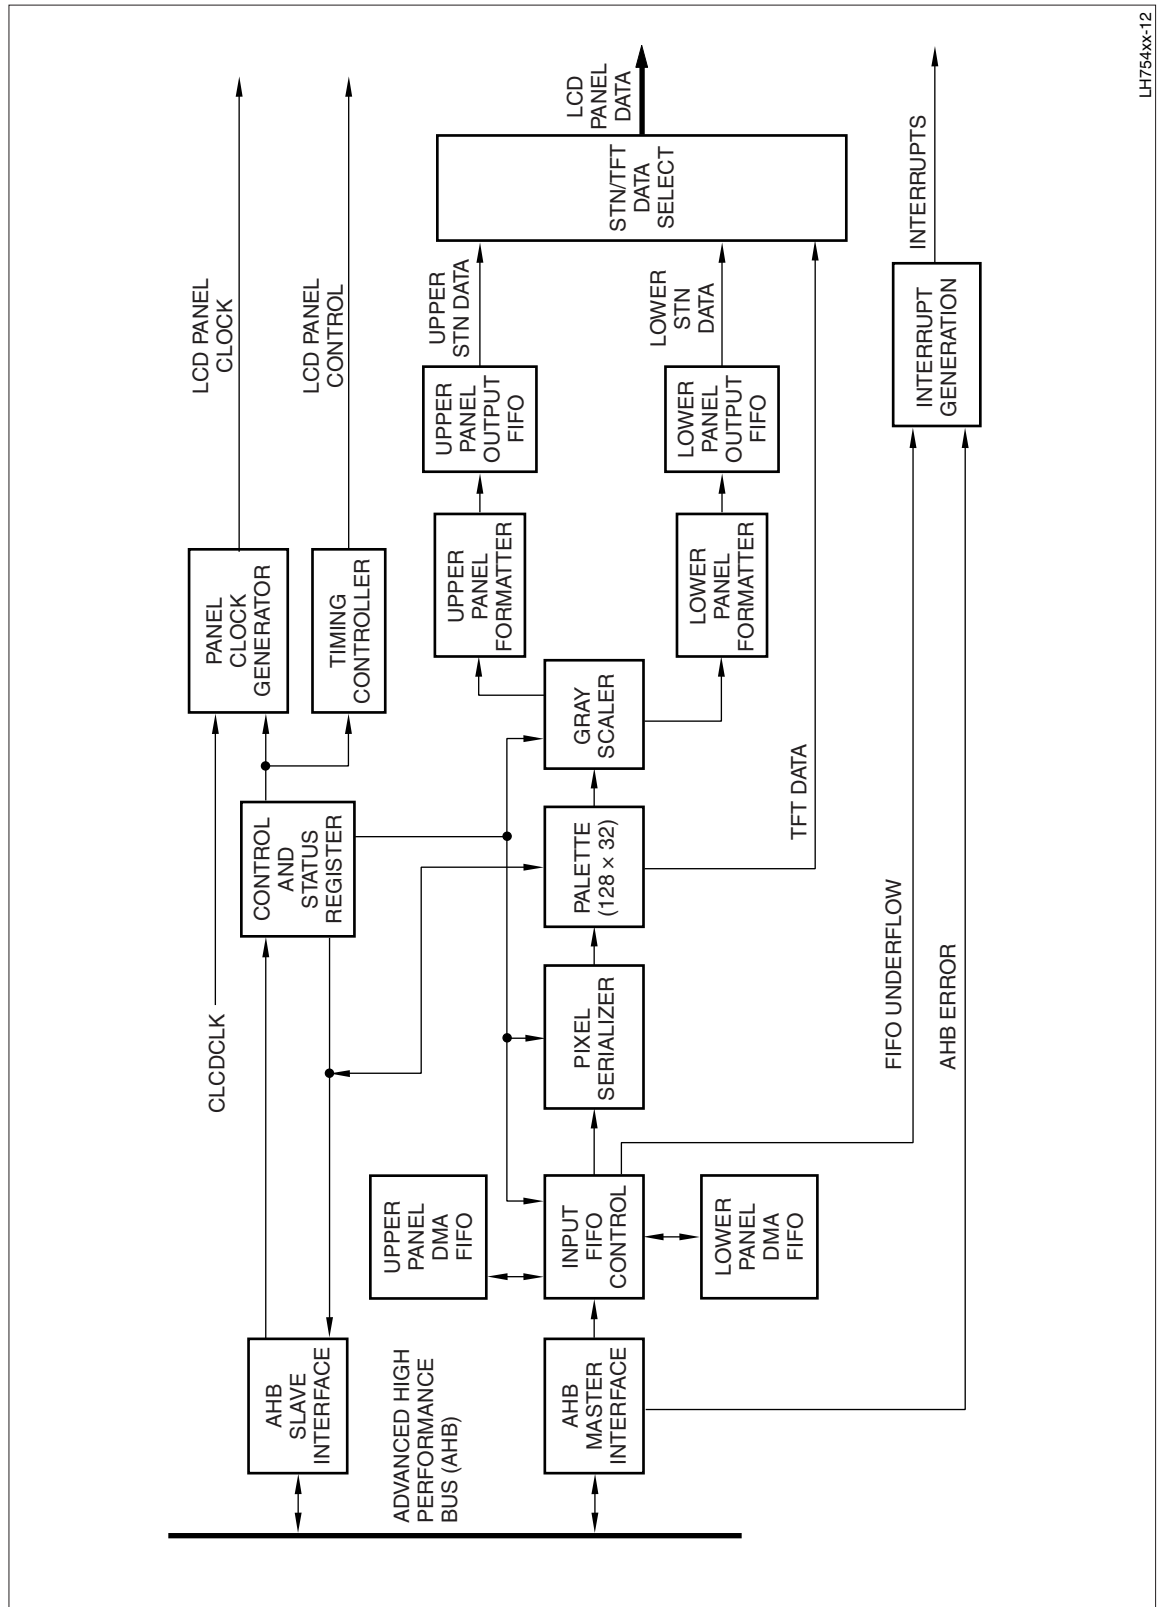 LCD PANEL
CLOCK
LCD PANEL
CONTROL
PANEL
CLOCK
GENERATOR
TIMING
CONTROLLER
CLCDCLK
CONTROL
AND
STATUS
REGISTER
AHB
SLAVE
INTERFACE
ADVANCED HIGH
PERFORMANCE
BUS (AHB)
UPPER
PANEL
DMA
FIFO
AHB
MASTER
INTERFACE
INPUT
FIFO
CONTROL
LOWER
PANEL
DMA
FIFO
PIXEL
SERIALIZER
PALETTE
(128 × 32)
GRAY
SCALER
UPPER
PANEL
FORMATTER
UPPER
PANEL
OUTPUT
FIFO
UPPER
STN DATA
LOWER
PANEL
FORMATTER
LOWER
PANEL
OUTPUT
FIFO
LOWER
STN
DATA
TFT DATA
STN/TFT
DATA
SELECT
LCD
PANEL
DATA
FIFO UNDERFLOW
AHB ERROR
INTERRUPT
GENERATION
INTERRUPTS
LH754xx-12